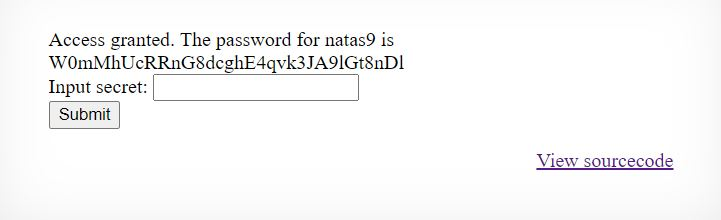 Access granted. The password for natas9 is
W0mMhUcRRnG8dcghE4qvk3JA9lGt8nDl
Input secret:
Submit
View sourcecode